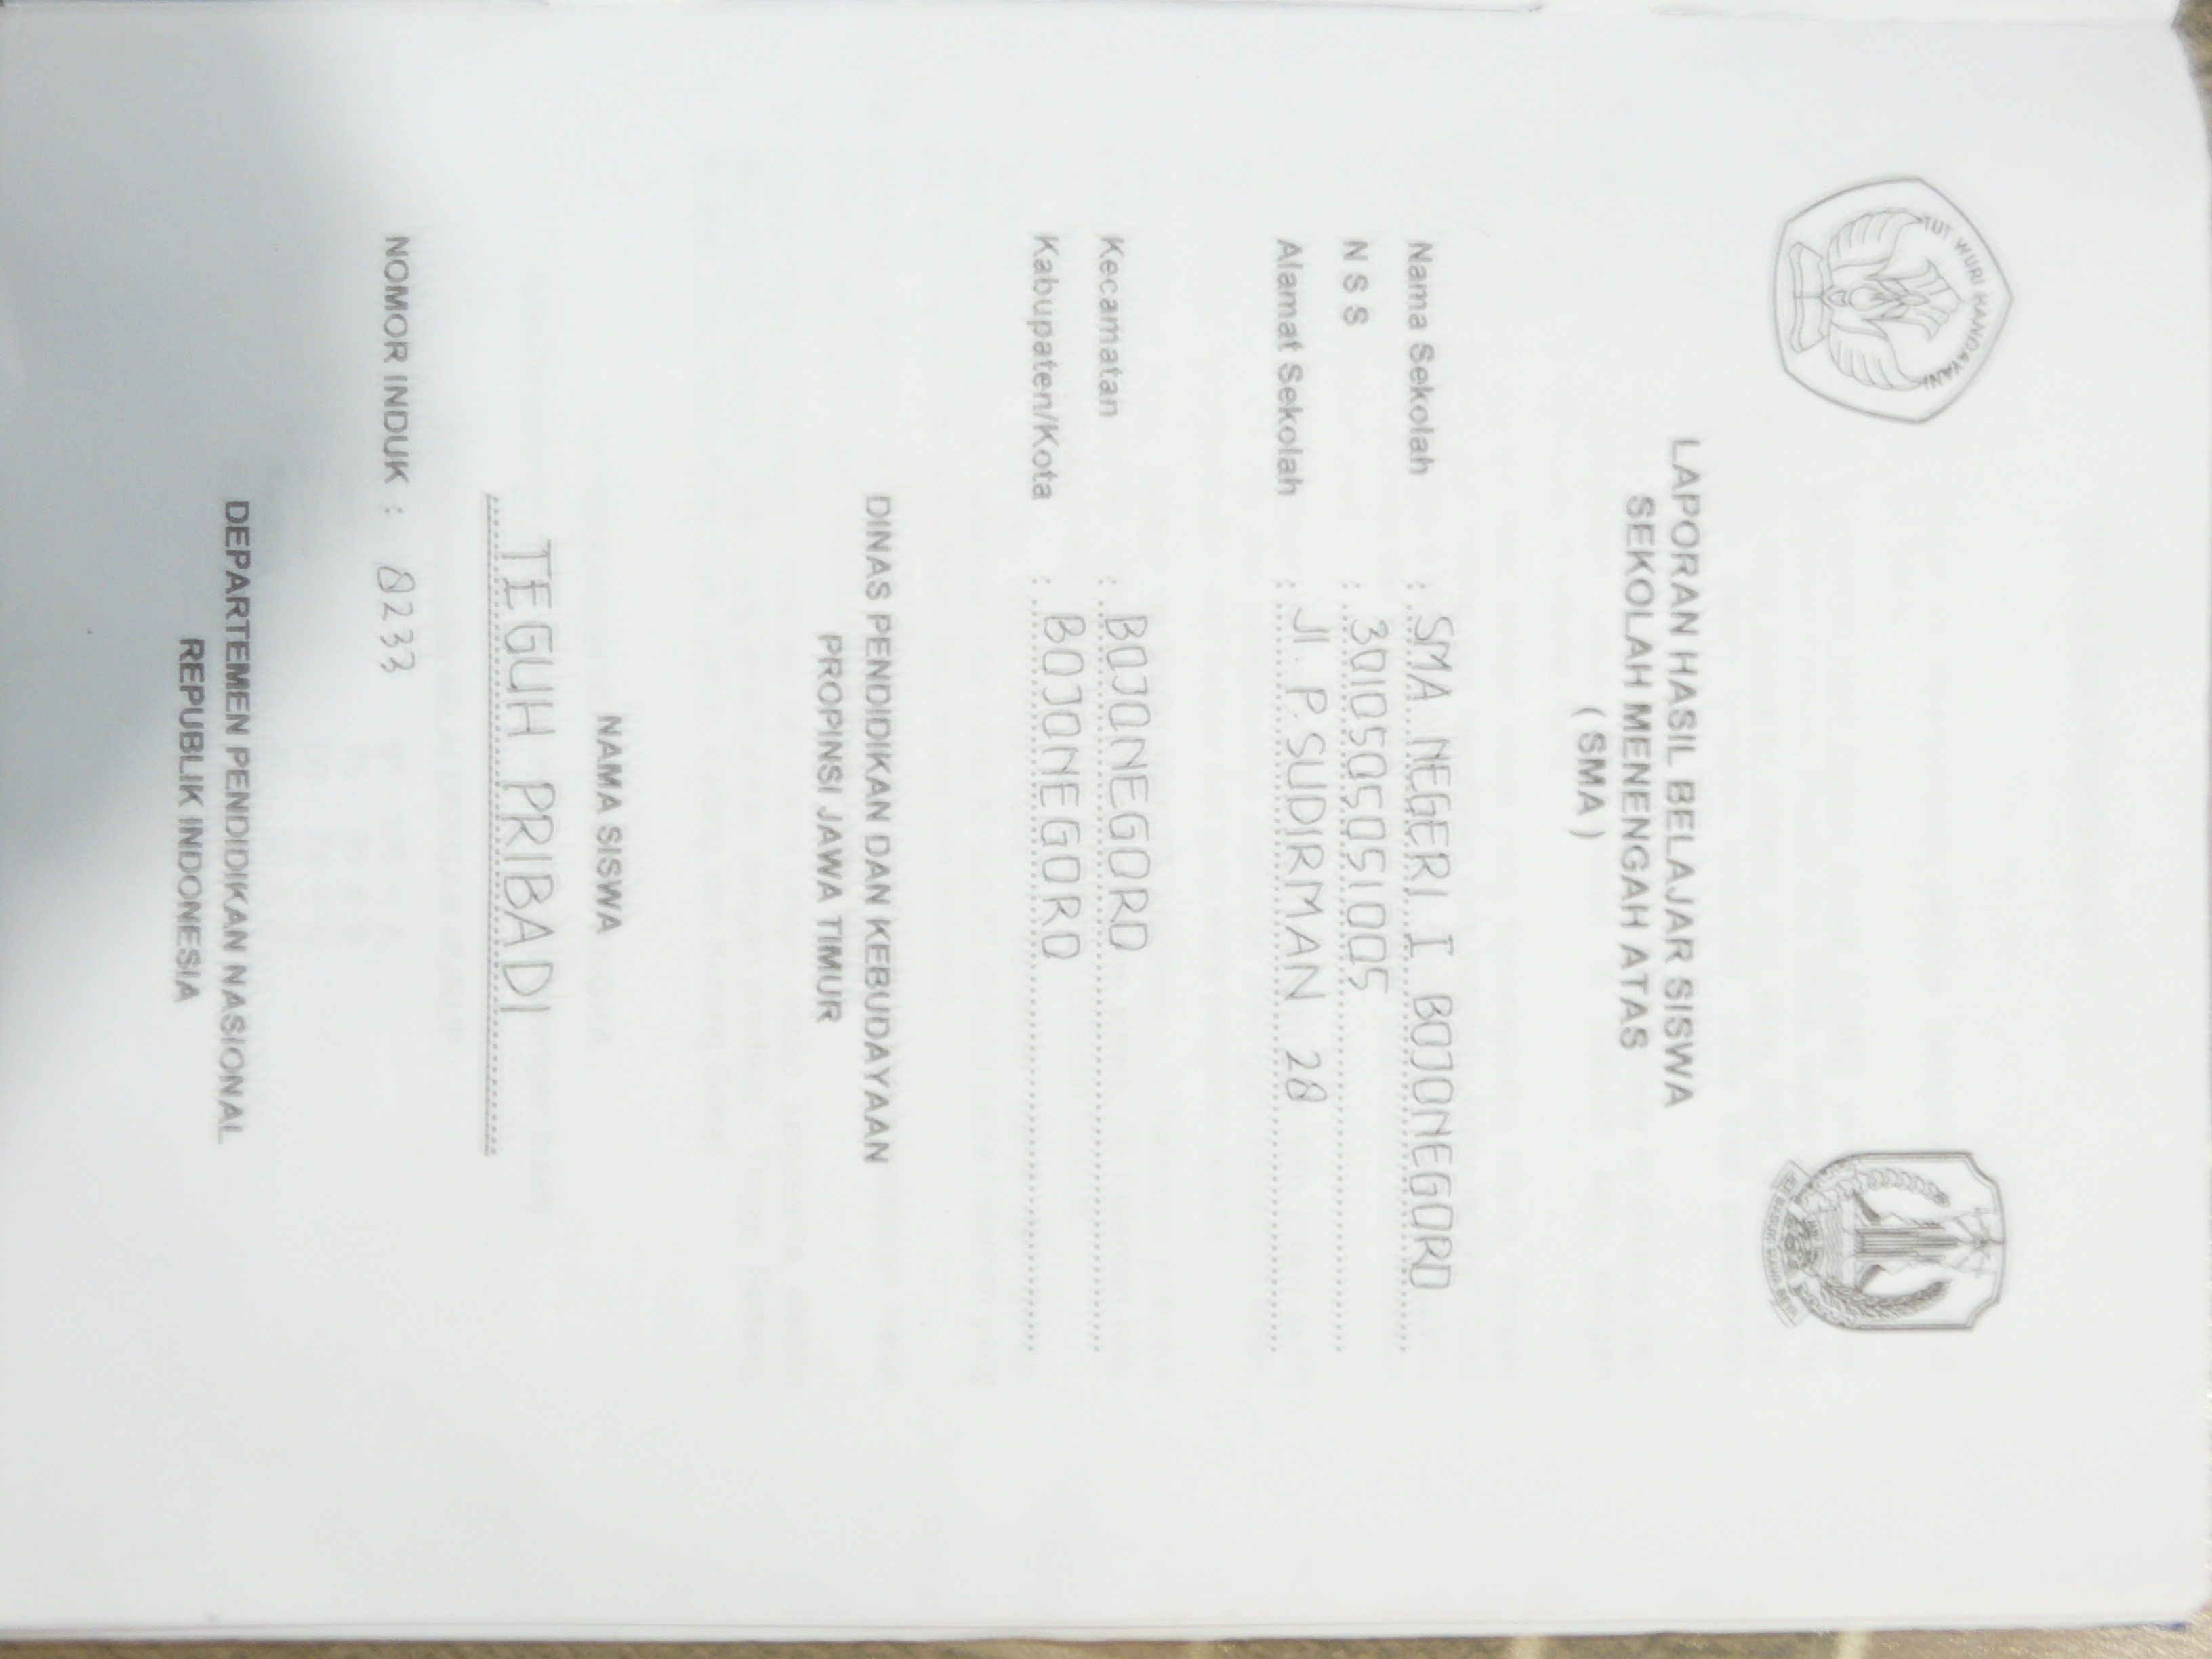 TUT WURI HANDAYANI
LAPORAN HASIL BELAJAR SISWA
SEKOLAH MENENGAH ATAS
( SMA )
Nama Sekolah : SMA NEGERI I BOJONEGORO
N S S : 301050505051005
Alamat Sekolah : Jl. P. SUDIRMAN 28
Kecamatan : BOJONEGORO
Kabupaten/Kota : BOJONEGORO
DINAS PENDIDIKAN DAN KEBUDAYAAN
PROPINSI JAWA TIMUR
NAMA SISWA
TEGUH PRIBADI
NOMOR INDUK : 8233
DEPARTEMEN PENDIDIKAN NASIONAL
REPUBLIK INDONESIA